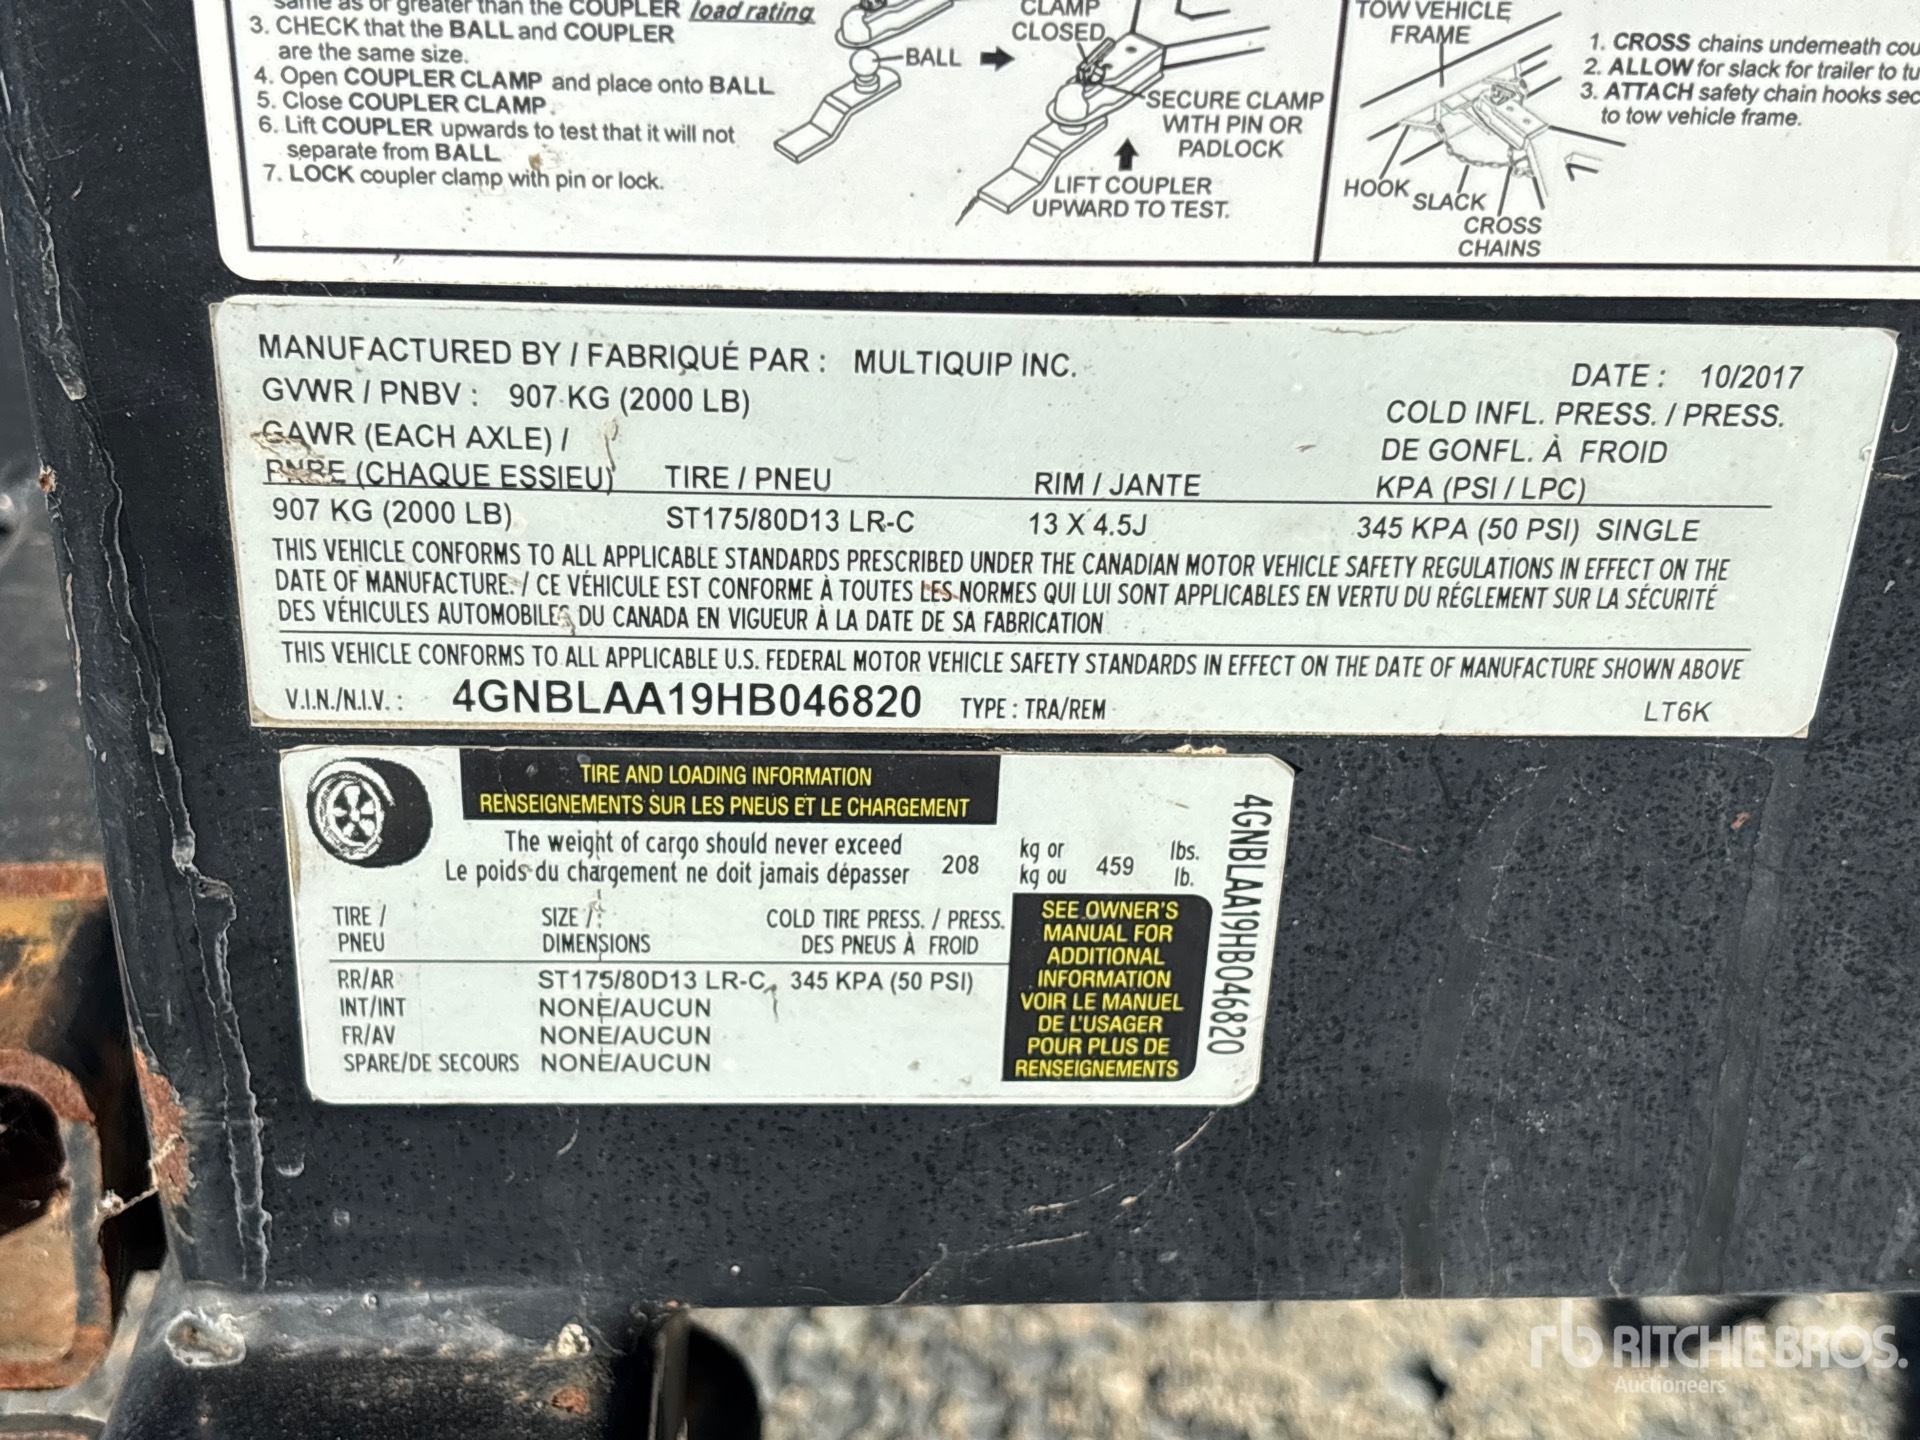 same as or greater than the COUPLER load rating
3. CHECK that the BALL and COUPLER
are the same size.
4. Open COUPLER CLAMP and place onto BALL
5. Close COUPLER CLAMP.
6. Lift COUPLER upwards to test that it will not
separate from BALL
7. LOCK coupler clamp with pin or lock.
BALL
CLAMP
CLOSED
SECURE CLAMP
WITH PIN OR
PADLOCK
LIFT COUPLER
UPWARD TO TEST.
TOW VEHICLE
FRAME
HOOK
SLACK
CROSS
CHAINS
1. CROSS chains underneath cou
2. ALLOW for slack for trailer to tu
3. ATTACH safety chain hooks sec
to tow vehicle frame.
MANUFACTURED BY / FABRIQUÉ PAR : MULTIQUIP INC.
DATE : 10/2017
GVWR / PNBV : 907 KG (2000 LB)
COLD INFL. PRESS. / PRESS.
GAWR (EACH AXLE) /
DE GONFL. À FROID
PNBE (CHAQUE ESSIEU) TIRE / PNEU RIM / JANTE KPA (PSI / LPC)
907 KG (2000 LB) ST175/80D13 LR-C 13 X 4.5J 345 KPA (50 PSI) SINGLE
THIS VEHICLE CONFORMS TO ALL APPLICABLE STANDARDS PRESCRIBED UNDER THE CANADIAN MOTOR VEHICLE SAFETY REGULATIONS IN EFFECT ON THE
DATE OF MANUFACTURE. / CE VÉHICULE EST CONFORME À TOUTES LES NORMES QUI LUI SONT APPLICABLES EN VERTU DU RÉGLEMENT SUR LA SÉCURITÉ
DES VÉHICULES AUTOMOBILES DU CANADA EN VIGUEUR À LA DATE DE SA FABRICATION
THIS VEHICLE CONFORMS TO ALL APPLICABLE U.S. FEDERAL MOTOR VEHICLE SAFETY STANDARDS IN EFFECT ON THE DATE OF MANUFACTURE SHOWN ABOVE
V.I.N./N.I.V. : 4GNBLAA19HB046820 TYPE : TRA/REM LT6K
TIRE AND LOADING INFORMATION
RENSEIGNEMENTS SUR LES PNEUS ET LE CHARGEMENT
The weight of cargo should never exceed
Le poids du chargement ne doit jamais dépasser
208 kg or
kg ou
459 lbs.
lb.
TIRE / SIZE / COLD TIRE PRESS. / PRESS.
PNEU DIMENSIONS DES PNEUS À FROID
RR/AR ST175/80D13 LR-C 345 KPA (50 PSI)
INT/INT NONE/AUCUN
FR/AV NONE/AUCUN
SPARE/DE SECOURS NONE/AUCUN
SEE OWNER'S
MANUAL FOR
ADDITIONAL
INFORMATION
VOIR LE MANUEL
DE L'USAGER
POUR PLUS DE
RENSEIGNEMENTS
4GNBLAA19HB046820
rb RITCHIE BROS.
Auctioneers